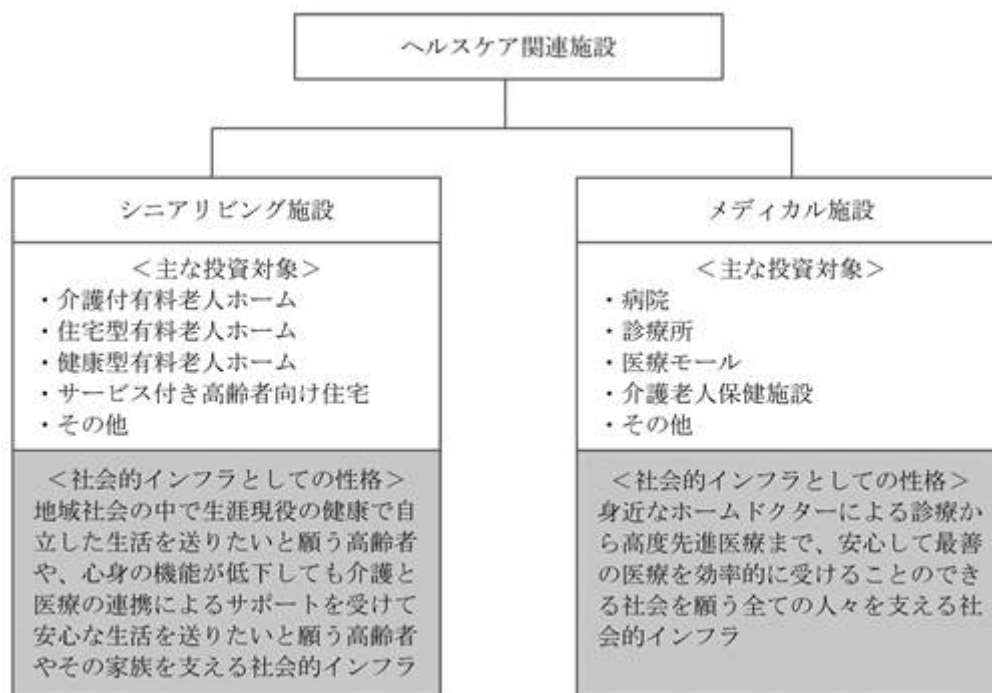 ヘルスケア関連施設
シニアリビング施設
＜主な投資対象＞
・介護付有料老人ホーム
・住宅型有料老人ホーム
・健康型有料老人ホーム
・サービス付き高齢者向け住宅
・その他
＜社会的インフラとしての性格＞
地域社会の中で生涯現役の健康で自
立した生活を送りたいと願う高齢者
や、心身の機能が低下しても介護と
医療の連携によるサポートを受けて
安心な生活を送りたいと願う高齢者
やその家族を支える社会的インフラ
メディカル施設
＜主な投資対象＞
・病院
・診療所
・医療モール
・介護老人保健施設
・その他
＜社会的インフラとしての性格＞
身近なホームドクターによる診療か
ら高度先進医療まで、安心して最善
の医療を効率的に受けることのでき
る社会を願う全ての人々を支える社
会的インフラ